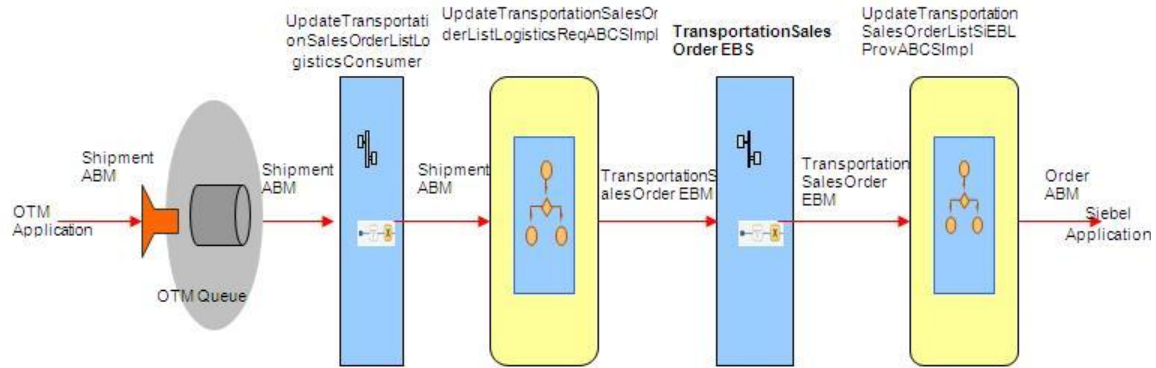 UpdateTransportati
onSalesOrderListLo
gisticsConsumer
UpdateTransportationSalesOr
derListLogisticsReqABCSImpl
TransportationSales
Order EBS
UpdateTransportation
SalesOrderListSiEBL
ProvABCSImpl
Shipment
ABM
Shipment
ABM
Shipment
ABM
TransportationS
alesOrder EBM
Transportation
SalesOrder
EBM
Order
ABM
OTM
Application
Siebel
Application
OTM Queue
T
X
T
X